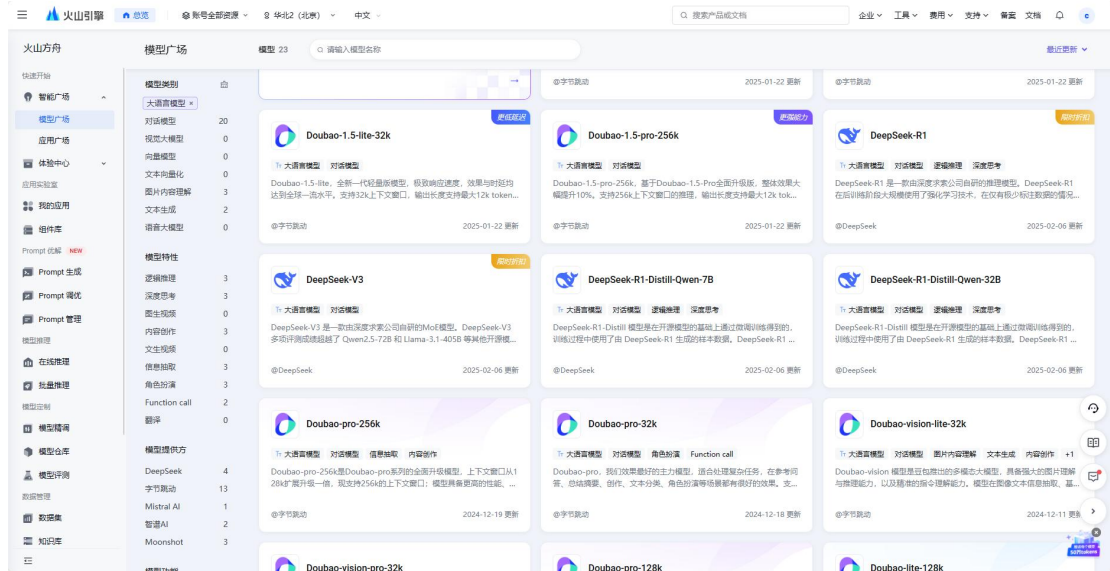 火山引擎
总览
账号全部资源
华北2（北京）
中文
搜索产品或文档
企业
工具
费用
支持
备案
文档
c
火山方舟
快速开始
智能广场
模型广场
应用广场
体验中心
应用实验室
我的应用
组件库
Prompt 优解 NEW
Prompt 生成
Prompt 调优
Prompt 管理
模型推理
在线推理
批量推理
模型定制
模型精调
模型仓库
模型评测
数据管理
数据集
知识库
模型广场
模型 23
请输入模型名称
最近更新
模型类别
大语言模型 ×
对话模型 20
视觉大模型 0
向量模型 0
文本向量化 0
图片内容理解 3
文本生成 2
语音大模型 0
模型特性
逻辑推理 3
深度思考 3
图生视频 0
内容创作 3
文生视频 0
信息抽取 3
角色扮演 3
Function call 2
翻译 0
模型提供方
DeepSeek 4
字节跳动 13
Mistral AI 1
智谱AI 2
Moonshot 3
@字节跳动 2025-01-22 更新
@字节跳动 2025-01-22 更新
更低延迟
Doubao-1.5-lite-32k
大语言模型 对话模型
Doubao-1.5-lite，全新一代轻量版模型，极致响应速度，效果与时延均
达到全球一流水平。支持32k上下文窗口，输出长度支持最大12k token...
@字节跳动 2025-01-22 更新
更强能力
Doubao-1.5-pro-256k
大语言模型 对话模型
Doubao-1.5-pro-256k，基于Doubao-1.5-Pro全面升级版，整体效果大
幅提升10%。支持256k上下文窗口的推理，输出长度支持最大12k tok...
@字节跳动 2025-01-22 更新
限时折扣
DeepSeek-R1
大语言模型 对话模型 逻辑推理 深度思考
DeepSeek-R1 是一款由深度求索公司自研的推理模型。DeepSeek-R1
在后训练阶段大规模使用了强化学习技术，在仅有极少标注数据的情况...
@DeepSeek 2025-02-06 更新
限时折扣
DeepSeek-V3
大语言模型 对话模型
DeepSeek-V3 是一款由深度求索公司自研的MoE模型。DeepSeek-V3
多项评测成绩超越了 Qwen2.5-72B 和 Llama-3.1-405B 等其他开源模...
@DeepSeek 2025-02-06 更新
DeepSeek-R1-Distill-Qwen-7B
大语言模型 对话模型 逻辑推理 深度思考
DeepSeek-R1-Distill 模型是在开源模型的基础上通过微调训练得到的，
训练过程中使用了由 DeepSeek-R1 生成的样本数据。DeepSeek-R1 ...
@DeepSeek 2025-02-06 更新
DeepSeek-R1-Distill-Qwen-32B
大语言模型 对话模型 逻辑推理 深度思考
DeepSeek-R1-Distill 模型是在开源模型的基础上通过微调训练得到的，
训练过程中使用了由 DeepSeek-R1 生成的样本数据。DeepSeek-R1 ...
@DeepSeek 2025-02-06 更新
Doubao-pro-256k
大语言模型 对话模型 信息抽取 内容创作
Doubao-pro-256k是Doubao-pro系列的全面升级模型，上下文窗口从1
28k扩展升级一倍，现支持256k的上下文窗口；模型具备更高的性能、...
@字节跳动 2024-12-19 更新
Doubao-pro-32k
大语言模型 对话模型 角色扮演 Function call
Doubao-pro，我们效果最好的主力模型，适合处理复杂任务，在参考问
答、总结摘要、创作、文本分类、角色扮演等场景都有很好的效果。支...
@字节跳动 2024-12-18 更新
Doubao-vision-lite-32k
大语言模型 对话模型 图片内容理解 文本生成 内容创作 +1
Doubao-vision 模型是豆包推出的多模态大模型，具备强大的图片理解
与推理能力，以及精准的指令理解能力。模型在图像文本信息抽取、基...
@字节跳动 2024-12-11 更新
Doubao-vision-pro-32k
Doubao-pro-128k
Doubao-lite-128k